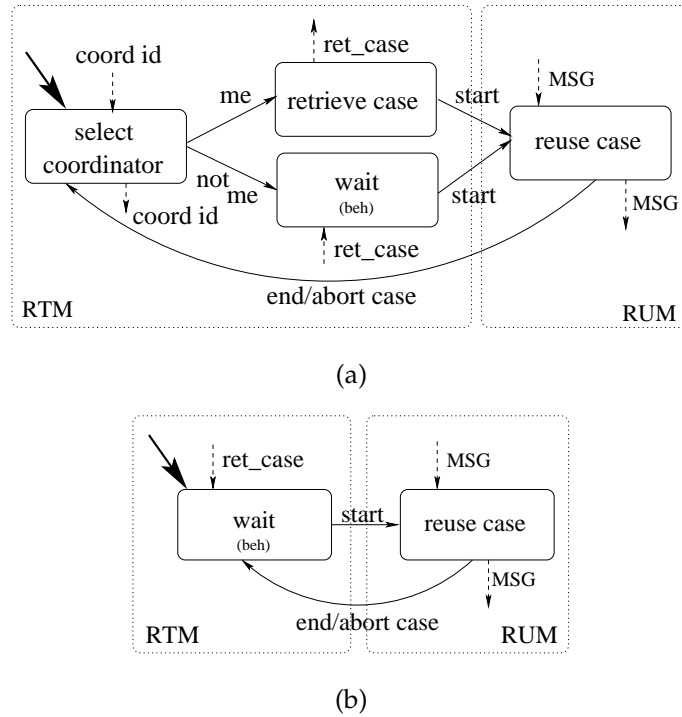 coord id
ret_case
me
retrieve case
start
MSG
select
coordinator
reuse case
not
me
wait
(beh)
start
coord id
MSG
ret_case
end/abort case
RTM
RUM
(a)
ret_case
MSG
wait
(beh)
start
reuse case
MSG
end/abort case
RTM
RUM
(b)